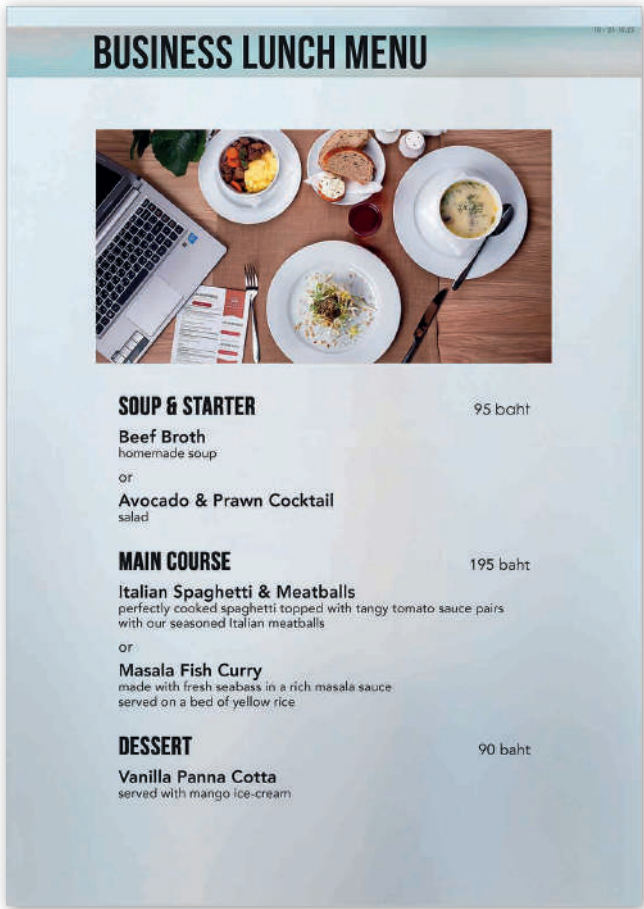 BUSINESS LUNCH MENU
SOUP & STARTER 95 baht
Beef Broth
homemade soup
or
Avocado & Prawn Cocktail
salad
MAIN COURSE 195 baht
Italian Spaghetti & Meatballs
perfectly cooked spaghetti topped with tangy tomato sauce pairs
with our seasoned Italian meatballs
or
Masala Fish Curry
made with fresh seabass in a rich masala sauce
served on a bed of yellow rice
DESSERT 90 baht
Vanilla Panna Cotta
served with mango ice-cream